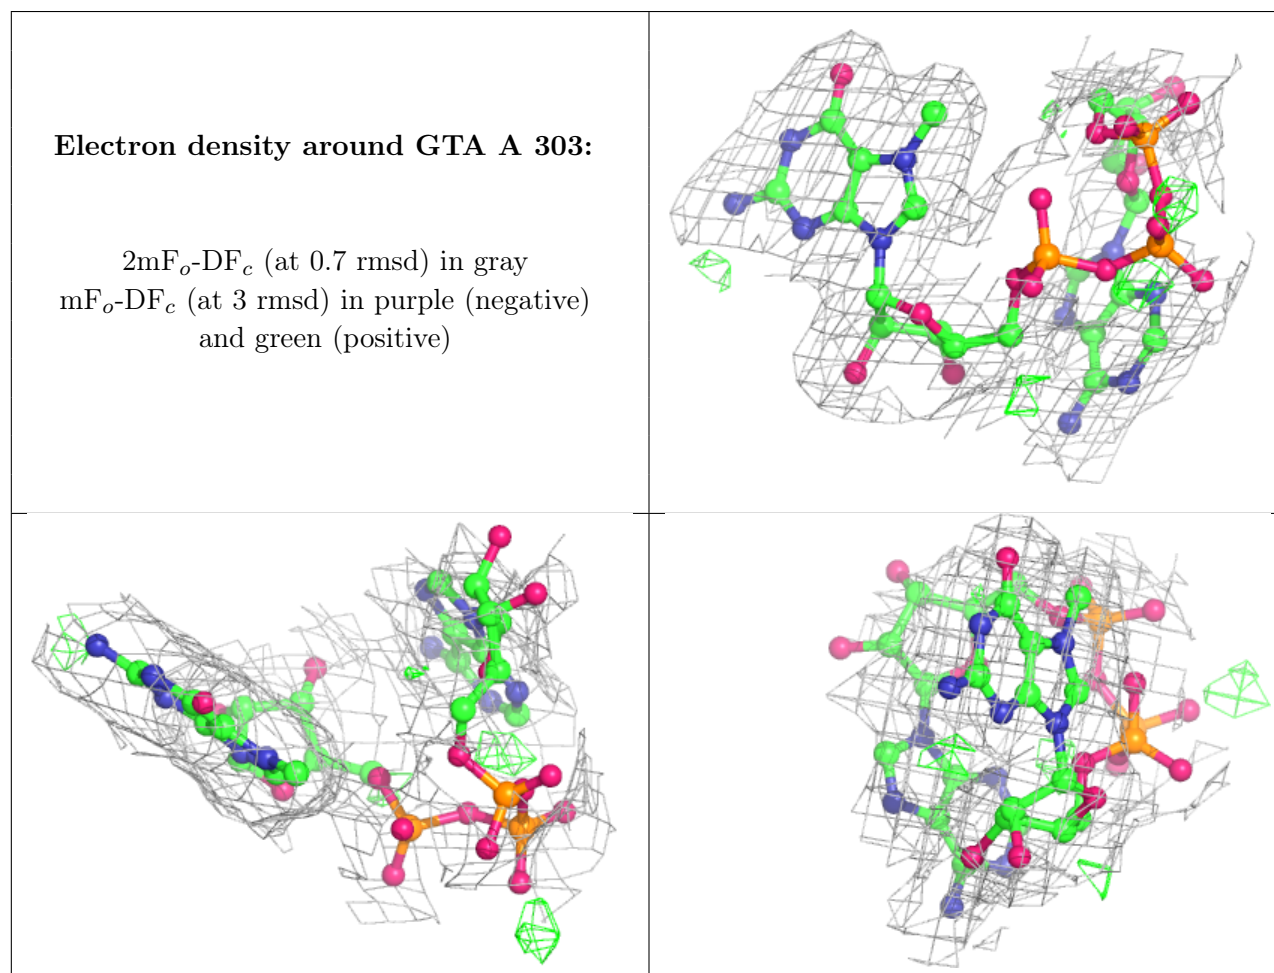 Electron density around GTA A 303:
2mFo-DFc (at 0.7 rmsd) in gray
mFo-DFc (at 3 rmsd) in purple (negative)
and green (positive)